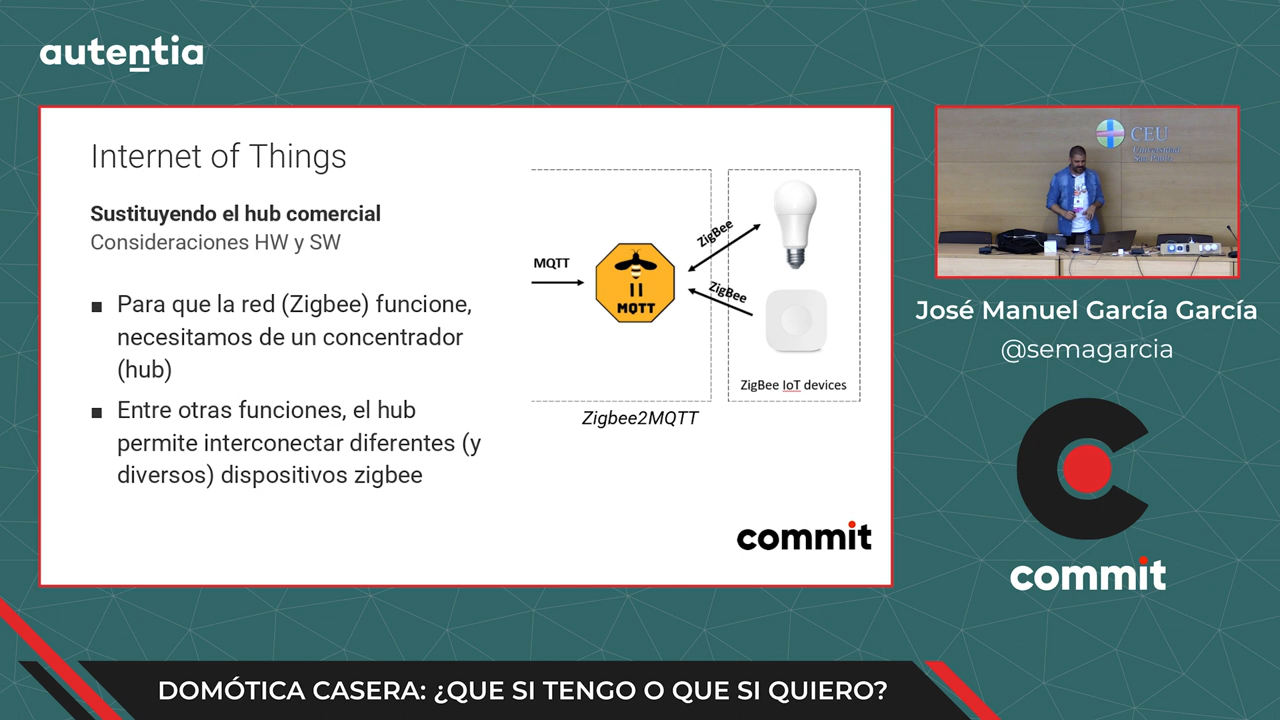 autentia
Internet of Things
Sustituyendo el hub comercial
Consideraciones HW y SW
■ Para que la red (Zigbee) funcione,
necesitamos de un concentrador
(hub)
■ Entre otras funciones, el hub
permite interconectar diferentes (y
diversos) dispositivos zigbee
MQTT
MQTT
ZigBee
ZigBee
ZigBee IoT devices
Zigbee2MQTT
commit
CEU
Universidad
San Pablo
José Manuel García García
@semagarcia
commit
DOMÓTICA CASERA: ¿QUE SI TENGO O QUE SI QUIERO?